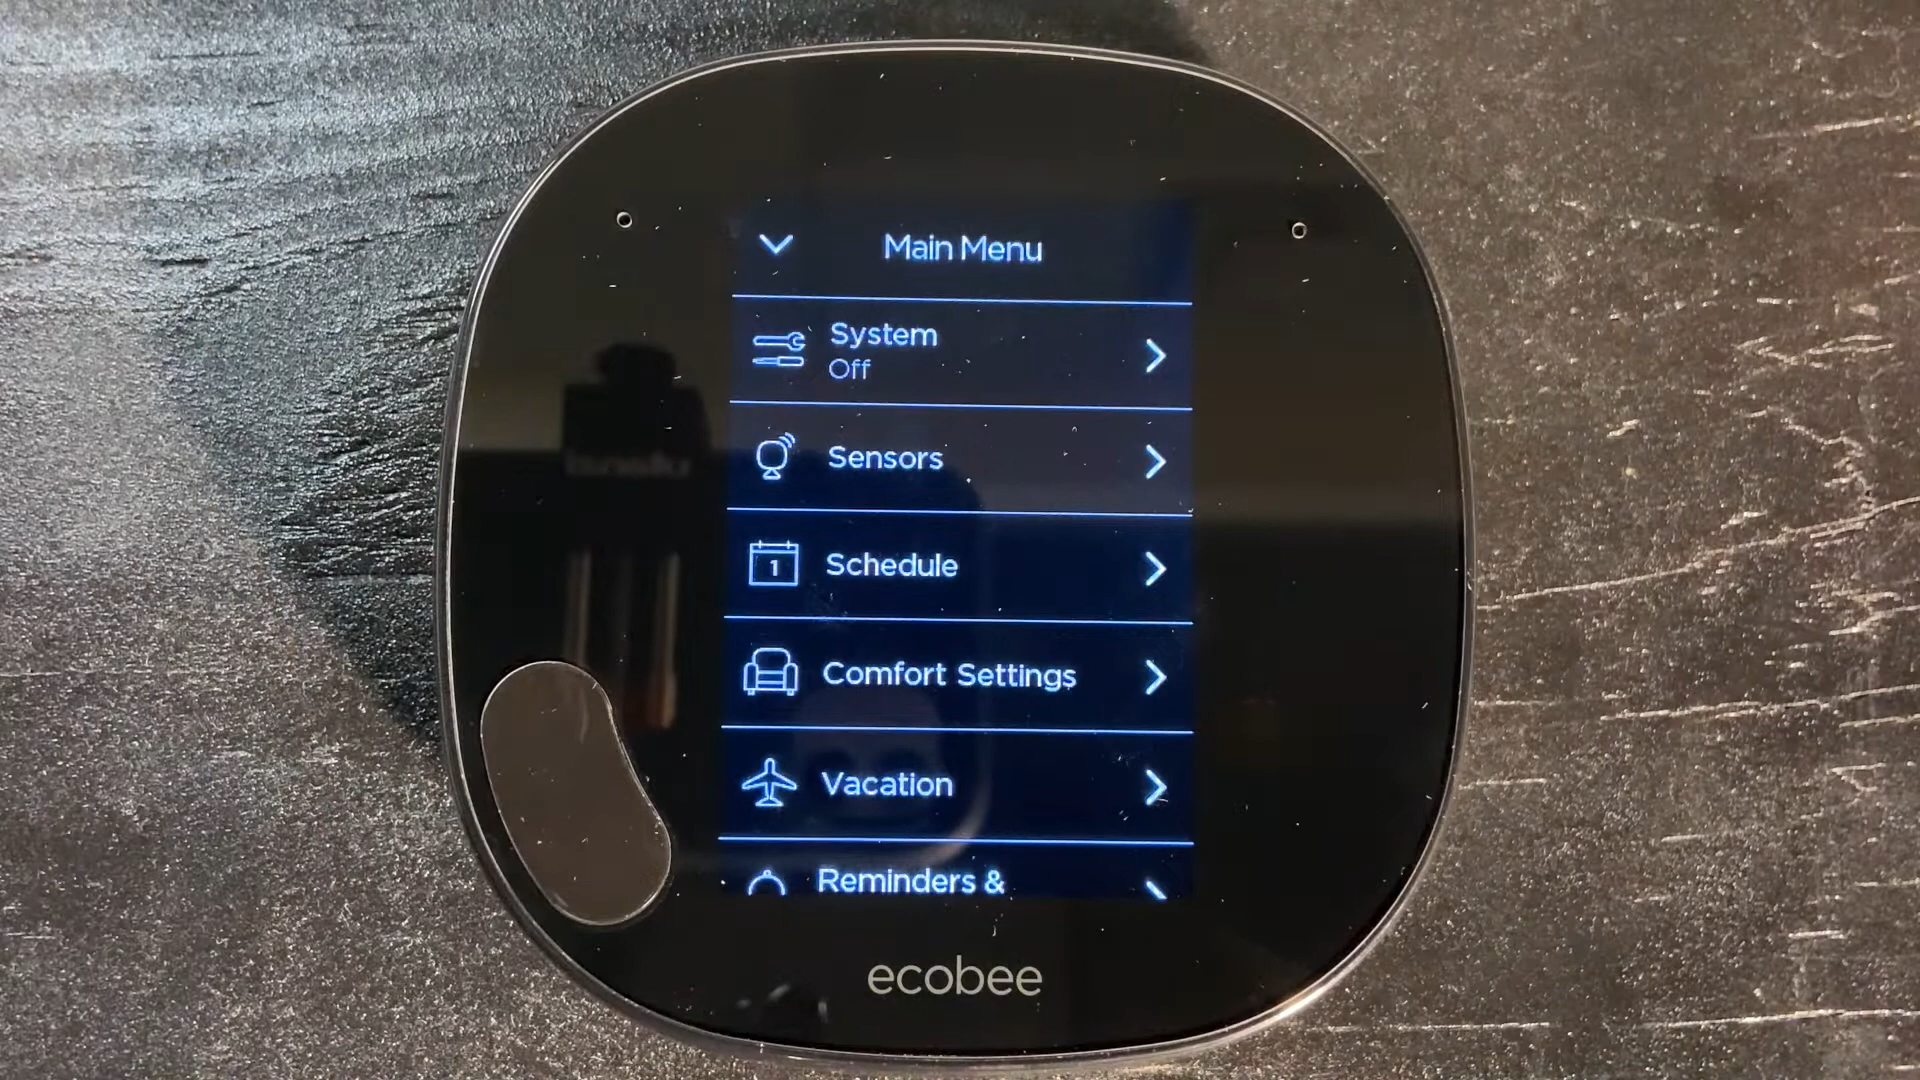 Main Menu
System
Off
Sensors
1
Schedule
Comfort Settings
Vacation
Reminders &
ecobee